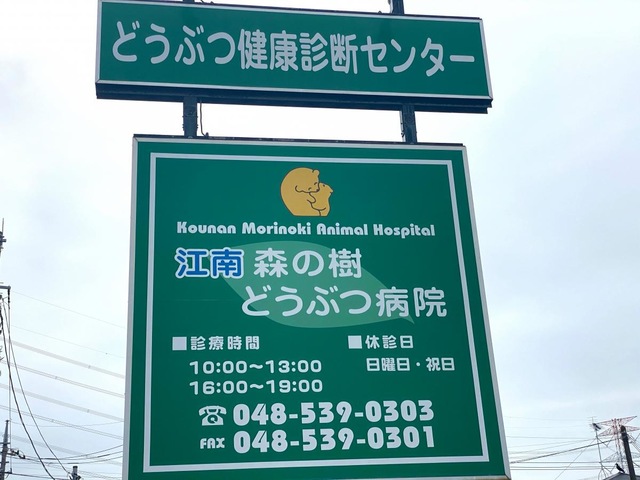 どうぶつ健康診断センター
Kounan Morinoki Animal Hospital
江南 森の樹
どうぶつ病院
■診療時間 ■休診日
10:00～13:00 日曜日・祝日
16:00～19:00
☎ 048-539-0303
FAX 048-539-0301